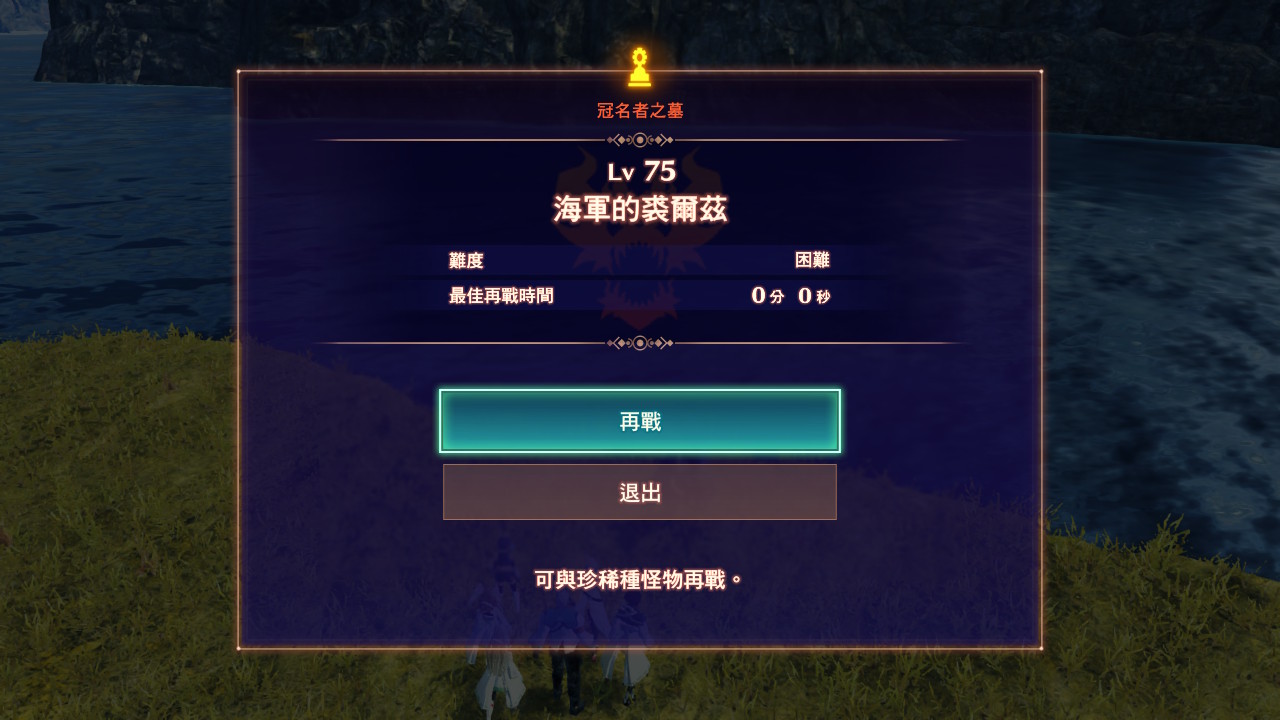 冠名者之墓
Lv 75
海軍的裘爾茲
難度 困難
最佳再戰時間 0分 0秒
再戰
退出
可與珍稀種怪物再戰。